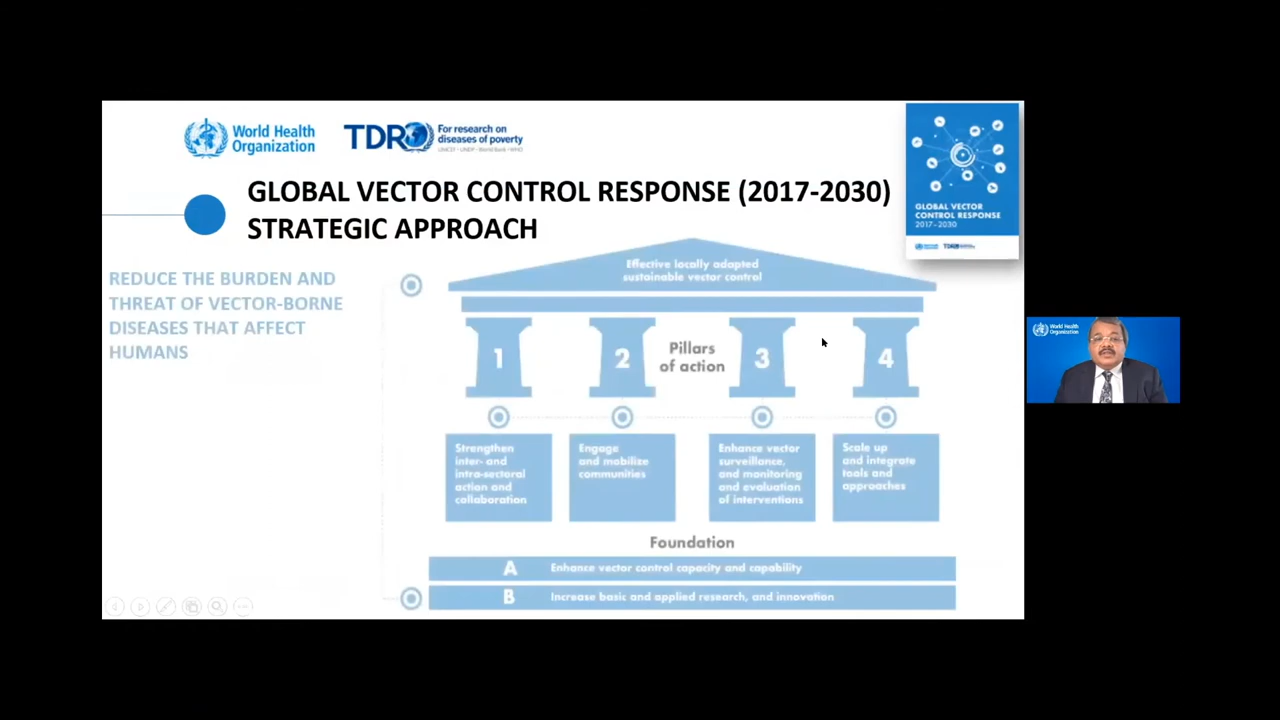 World Health
Organization
TDR
For research on
diseases of poverty
UNICEF · UNDP · World Bank · WHO
GLOBAL VECTOR CONTROL RESPONSE (2017-2030)
STRATEGIC APPROACH
GLOBAL VECTOR
CONTROL RESPONSE
2017–2030
REDUCE THE BURDEN AND
THREAT OF VECTOR-BORNE
DISEASES THAT AFFECT
HUMANS
Effective locally adapted
sustainable vector control
1
2
Pillars
of action
3
4
Strengthen
inter- and
intra-sectoral
action and
collaboration
Engage
and mobilize
communities
Enhance vector
surveillance,
and monitoring
and evaluation
of interventions
Scale up
and integrate
tools and
approaches
Foundation
A Enhance vector control capacity and capability
B Increase basic and applied research, and innovation
World Health
Organization